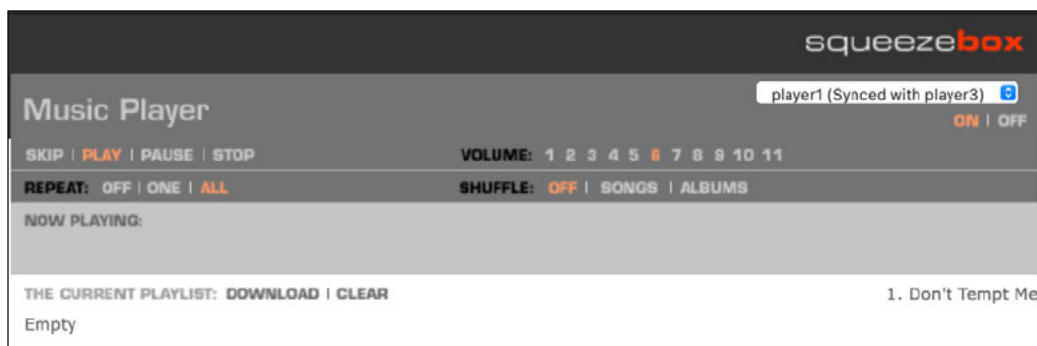 squeezebox
Music Player
player1 (Synced with player3)
ON | OFF
SKIP | PLAY | PAUSE | STOP
VOLUME: 1 2 3 4 5 6 7 8 9 10 11
REPEAT: OFF | ONE | ALL
SHUFFLE: OFF | SONGS | ALBUMS
NOW PLAYING:
THE CURRENT PLAYLIST: DOWNLOAD | CLEAR
1. Don't Tempt Me
Empty